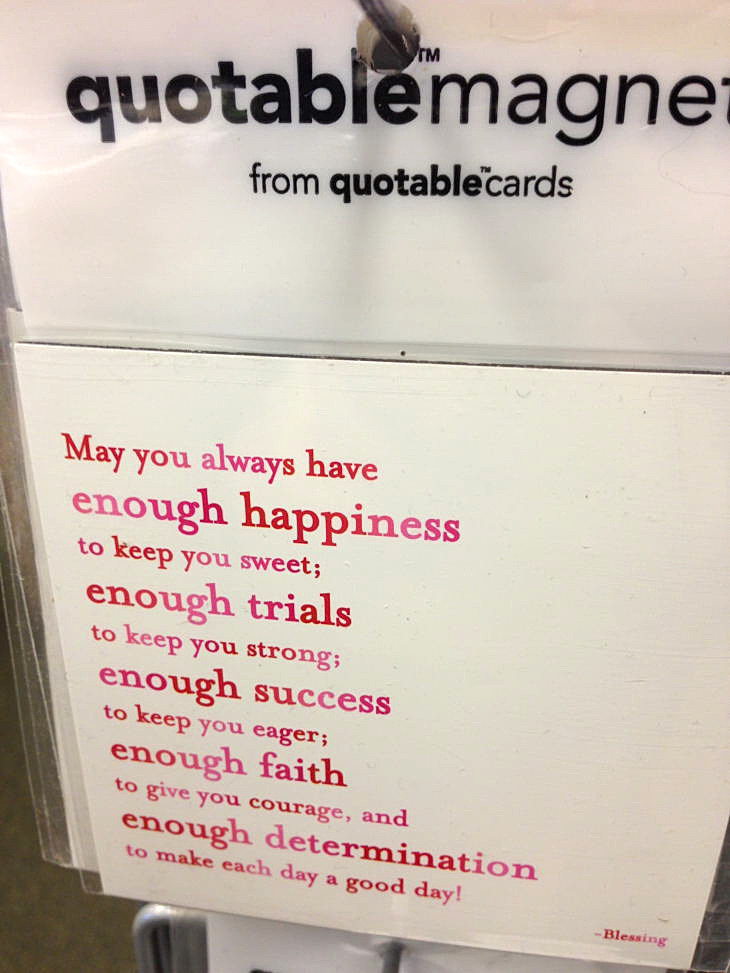 quotablemagnet™
from quotable™cards
May you always have
enough happiness
to keep you sweet;
enough trials
to keep you strong;
enough success
to keep you eager;
enough faith
to give you courage, and
enough determination
to make each day a good day!
-Blessing